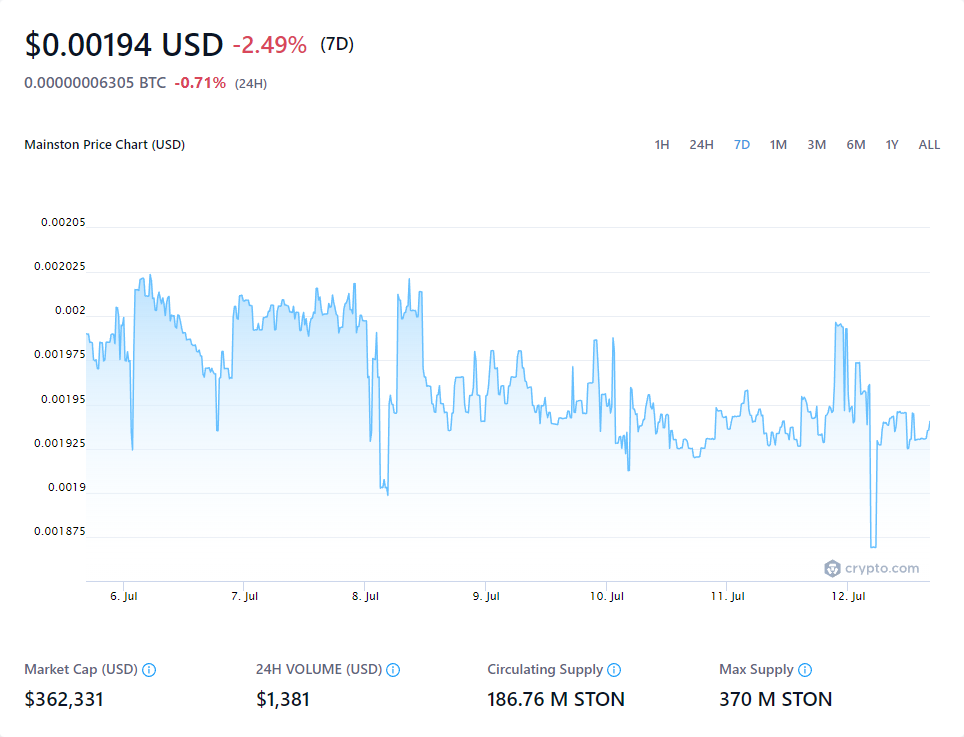 $0.00194 USD -2.49% (7D)
0.00000006305 BTC -0.71% (24H)
Mainston Price Chart (USD) 1H 24H 7D 1M 3M 6M 1Y ALL
0.00205
0.002025
0.002
0.001975
0.00195
0.001925
0.0019
0.001875
crypto.com
6. Jul 7. Jul 8. Jul 9. Jul 10. Jul 11. Jul 12. Jul
Market Cap (USD) 24H VOLUME (USD) Circulating Supply Max Supply
$362,331 $1,381 186.76 M STON 370 M STON